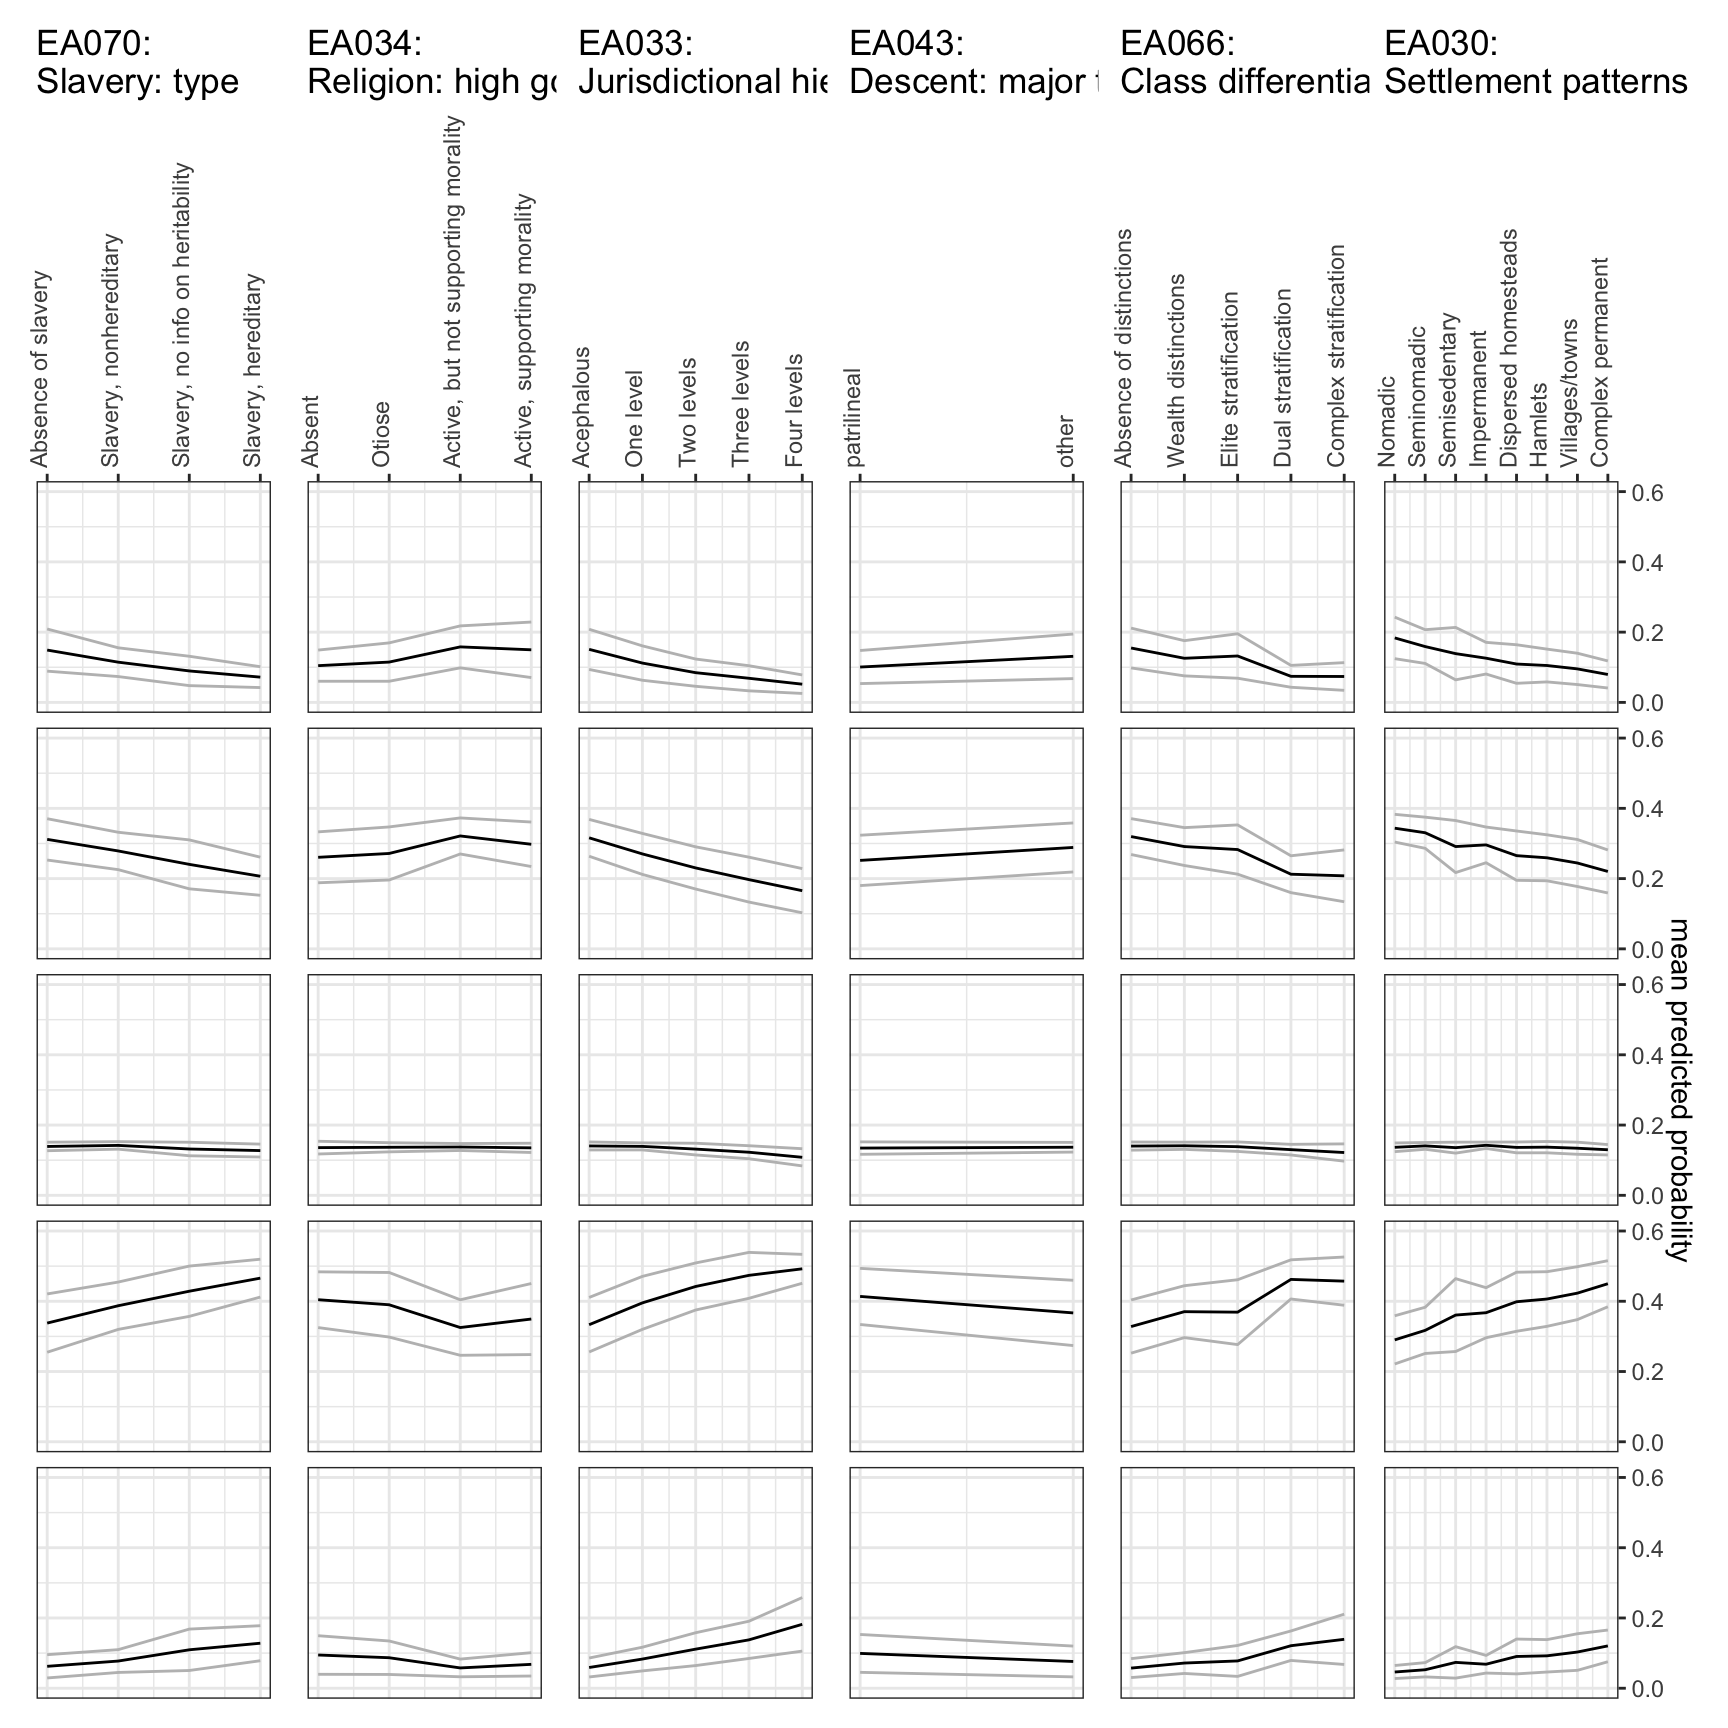 EA070:
Slavery: type
EA034:
Religion: high go
EA033:
Jurisdictional hie
EA043:
Descent: major t
EA066:
Class differentia
EA030:
Settlement patterns
Absence of slavery
Slavery, nonhereditary
Slavery, no info on heritability
Slavery, hereditary
Absent
Otiose
Active, but not supporting morality
Active, supporting morality
Acephalous
One level
Two levels
Three levels
Four levels
patrilineal
other
Absence of distinctions
Wealth distinctions
Elite stratification
Dual stratification
Complex stratification
Nomadic
Seminomadic
Semisedentary
Impermanent
Dispersed homesteads
Hamlets
Villages/towns
Complex permanent
0.6
0.4
0.2
0.0
0.6
0.4
0.2
0.0
0.6
0.4
0.2
0.0
0.6
0.4
0.2
0.0
0.6
0.4
0.2
0.0
mean predicted probability